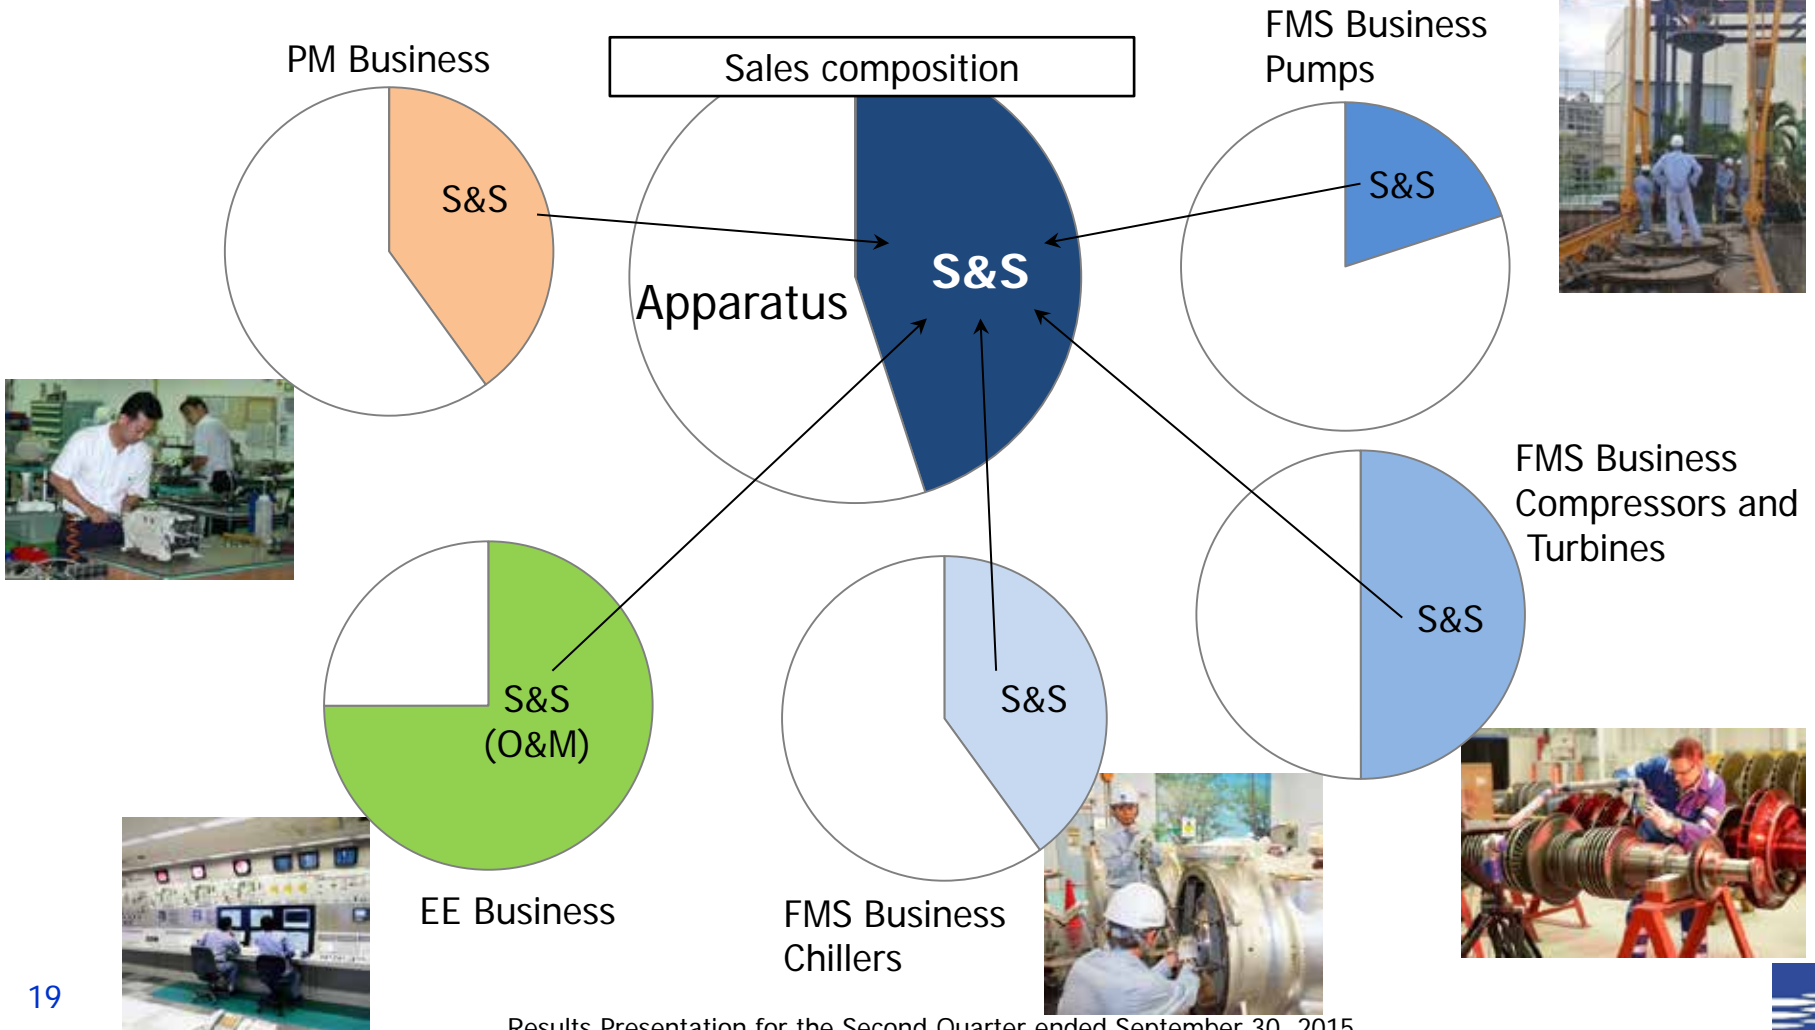 PM Business
Sales composition
FMS Business
Pumps
S&S
Apparatus
S&S
S&S
FMS Business
Compressors and
Turbines
S&S
S&S
(O&M)
S&S
EE Business
FMS Business
Chillers
19
Results Presentation for the Second Quarter ended September 30, 2015